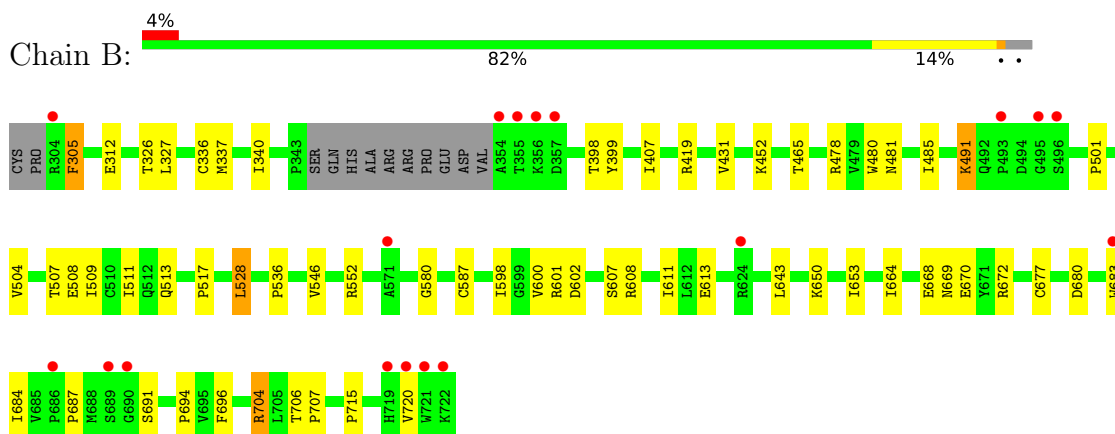 4%
Chain B:
82% 14% • •
CYS PRO R304 F305 E312 T326 L327 C336 M337 I340 P343 SER GLN HIS ALA ARG ARG PRO GLU ASP VAL A354 T355 K356 D357 T398 Y399 I407 R419 V431 K452 T465 R478 V479 W480 N481 I485 K491 Q492 P493 D494 G495 S496 P501
V504 T507 E508 I509 C510 I511 Q512 Q513 P517 L528 P536 V546 R552 A571 G580 C587 I598 G599 V600 R601 D602 S607 R608 I611 L612 E613 R624 L643 K650 I653 I664 E668 N669 E670 Y671 R672 C677 D680 W683
I684 V685 P686 P687 M688 S689 G690 S691 P694 V695 F696 R704 L705 T706 P707 P715 H719 V720 W721 K722